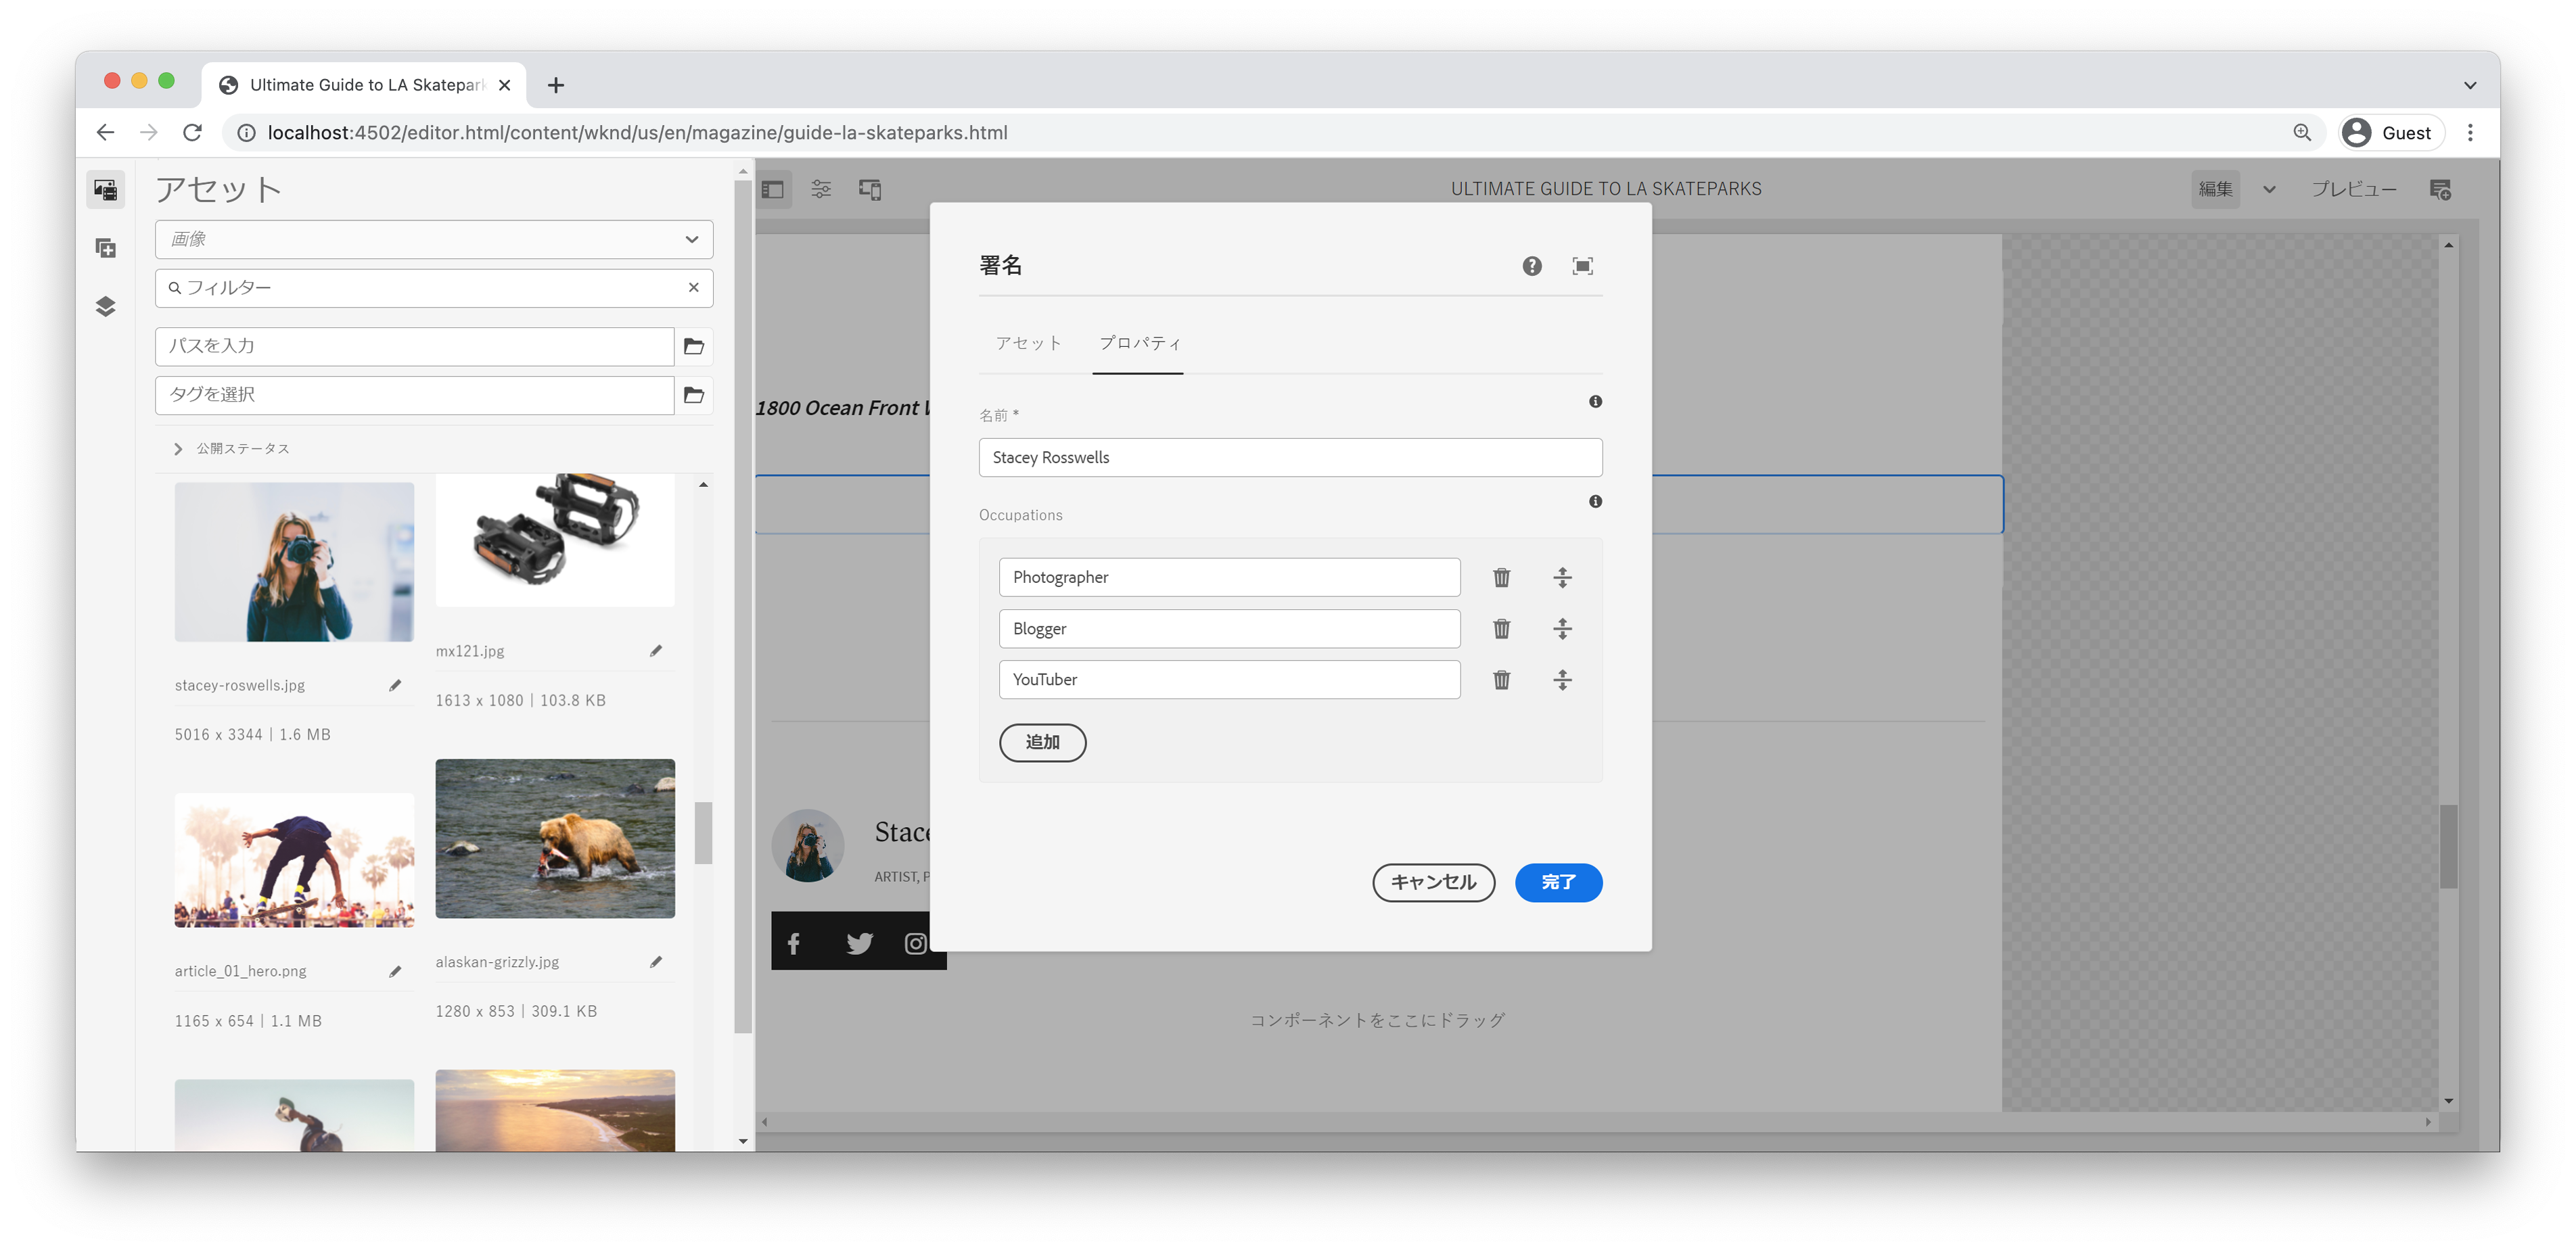 Ultimate Guide to LA Skatepark
localhost:4502/editor.html/content/wknd/us/en/magazine/guide-la-skateparks.html
Guest
アセット
画像
フィルター
パスを入力
タグを選択
公開ステータス
stacey-roswells.jpg
5016 x 3344 | 1.6 MB
mx121.jpg
1613 x 1080 | 103.8 KB
article_01_hero.png
1165 x 654 | 1.1 MB
alaskan-grizzly.jpg
1280 x 853 | 309.1 KB
ULTIMATE GUIDE TO LA SKATEPARKS
編集
プレビュー
1800 Ocean Front
署名
アセット
プロパティ
名前 *
Stacey Rosswells
Occupations
Photographer
Blogger
YouTuber
追加
キャンセル
完了
Stace
ARTIST, P
コンポーネントをここにドラッグ